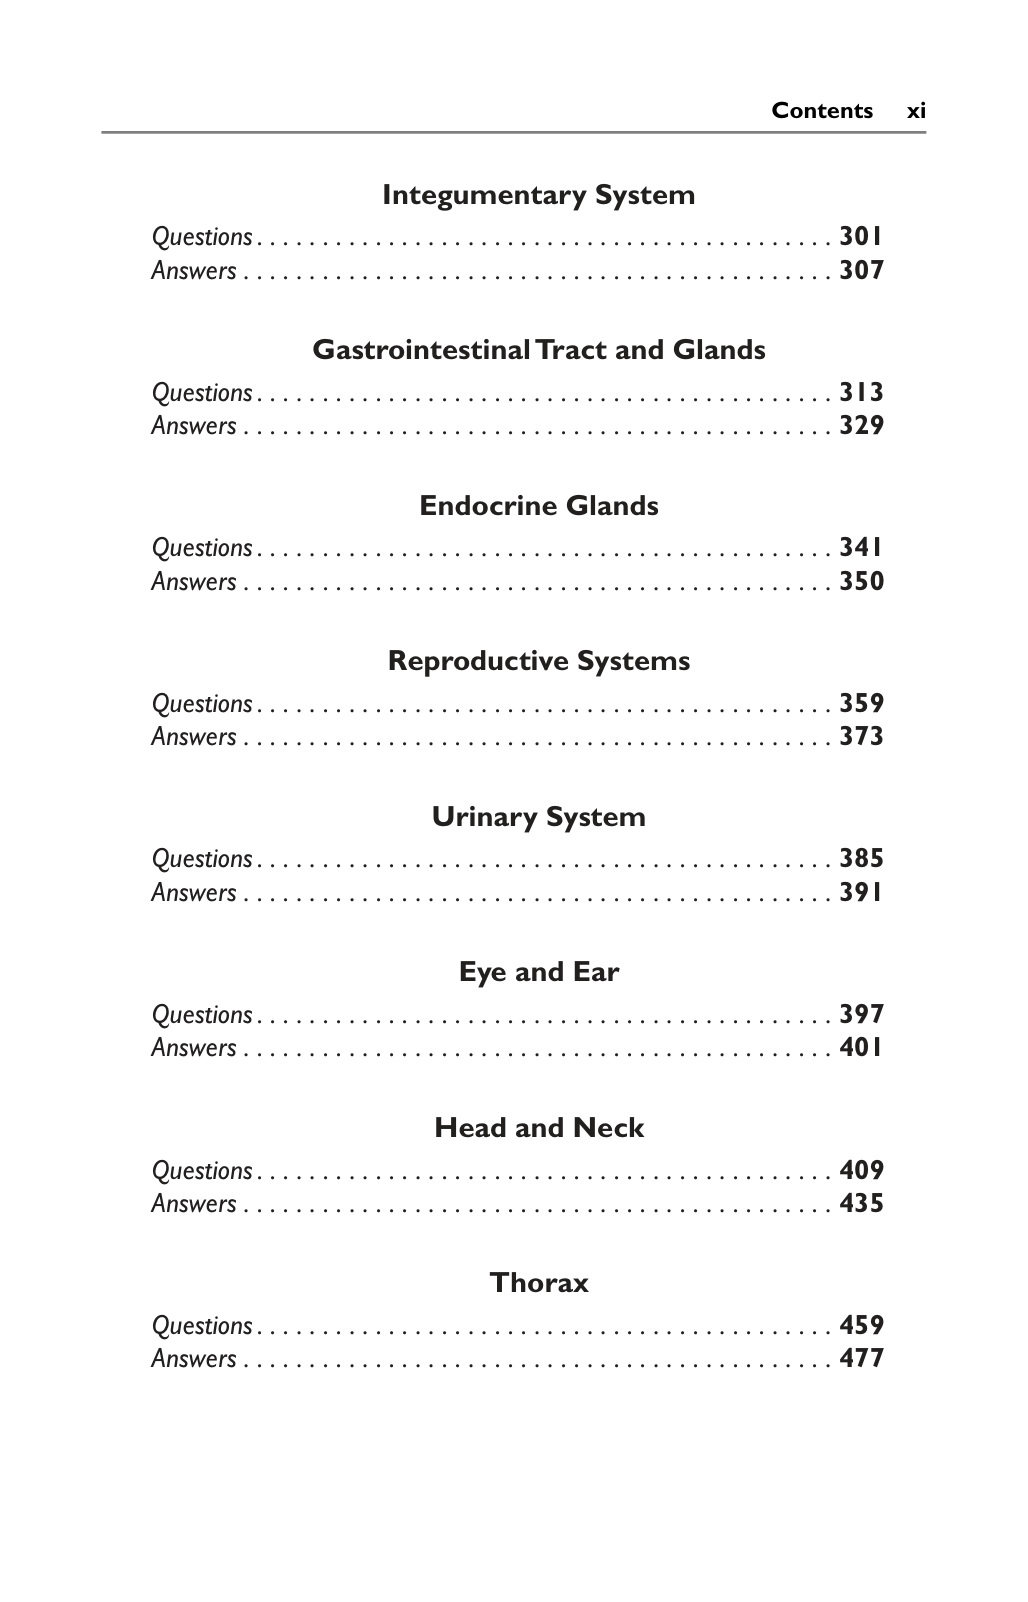 Contents xi
Integumentary System
Questions . . . . . . . . . . . . . . . . . . . . . . . . . . . . . . . . . . . . . . . . . . . . 301
Answers . . . . . . . . . . . . . . . . . . . . . . . . . . . . . . . . . . . . . . . . . . . . . 307
Gastrointestinal Tract and Glands
Questions . . . . . . . . . . . . . . . . . . . . . . . . . . . . . . . . . . . . . . . . . . . . 313
Answers . . . . . . . . . . . . . . . . . . . . . . . . . . . . . . . . . . . . . . . . . . . . . 329
Endocrine Glands
Questions . . . . . . . . . . . . . . . . . . . . . . . . . . . . . . . . . . . . . . . . . . . . 341
Answers . . . . . . . . . . . . . . . . . . . . . . . . . . . . . . . . . . . . . . . . . . . . . 350
Reproductive Systems
Questions . . . . . . . . . . . . . . . . . . . . . . . . . . . . . . . . . . . . . . . . . . . . 359
Answers . . . . . . . . . . . . . . . . . . . . . . . . . . . . . . . . . . . . . . . . . . . . . 373
Urinary System
Questions . . . . . . . . . . . . . . . . . . . . . . . . . . . . . . . . . . . . . . . . . . . . 385
Answers . . . . . . . . . . . . . . . . . . . . . . . . . . . . . . . . . . . . . . . . . . . . . 391
Eye and Ear
Questions . . . . . . . . . . . . . . . . . . . . . . . . . . . . . . . . . . . . . . . . . . . . 397
Answers . . . . . . . . . . . . . . . . . . . . . . . . . . . . . . . . . . . . . . . . . . . . . 401
Head and Neck
Questions . . . . . . . . . . . . . . . . . . . . . . . . . . . . . . . . . . . . . . . . . . . . 409
Answers . . . . . . . . . . . . . . . . . . . . . . . . . . . . . . . . . . . . . . . . . . . . . 435
Thorax
Questions . . . . . . . . . . . . . . . . . . . . . . . . . . . . . . . . . . . . . . . . . . . . 459
Answers . . . . . . . . . . . . . . . . . . . . . . . . . . . . . . . . . . . . . . . . . . . . . 477